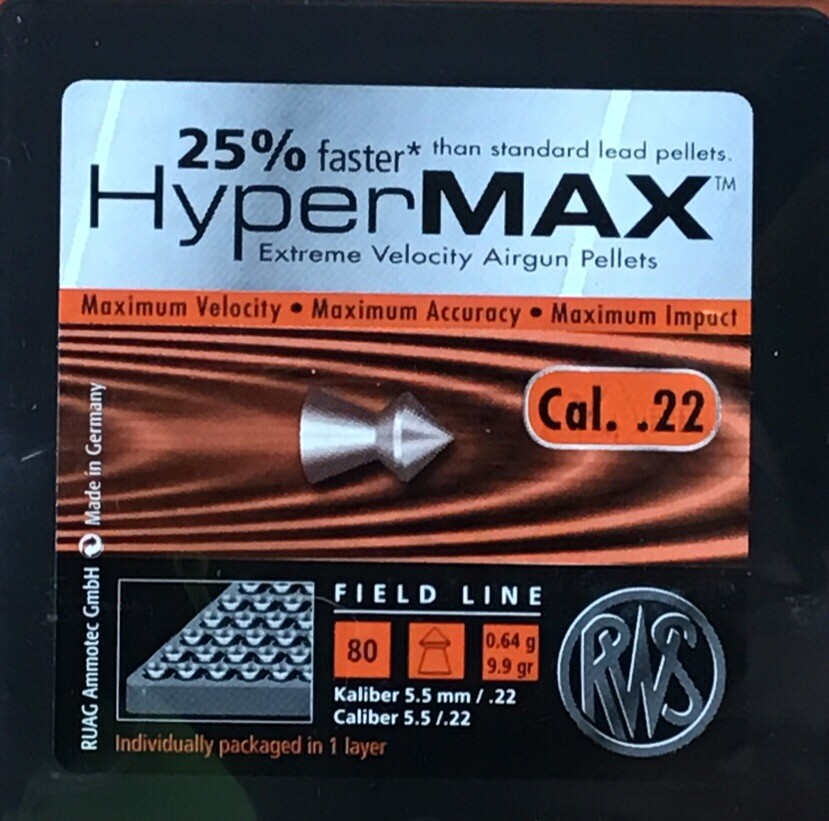 25% faster* than standard lead pellets.
HyperMAX™
Extreme Velocity Airgun Pellets
Maximum Velocity • Maximum Accuracy • Maximum Impact
Cal. .22
RUAG Ammotec GmbH Made in Germany
FIELD LINE
80
0.64 g
9.9 gr
Kaliber 5.5 mm / .22
Caliber 5.5 /.22
Individually packaged in 1 layer
RWS